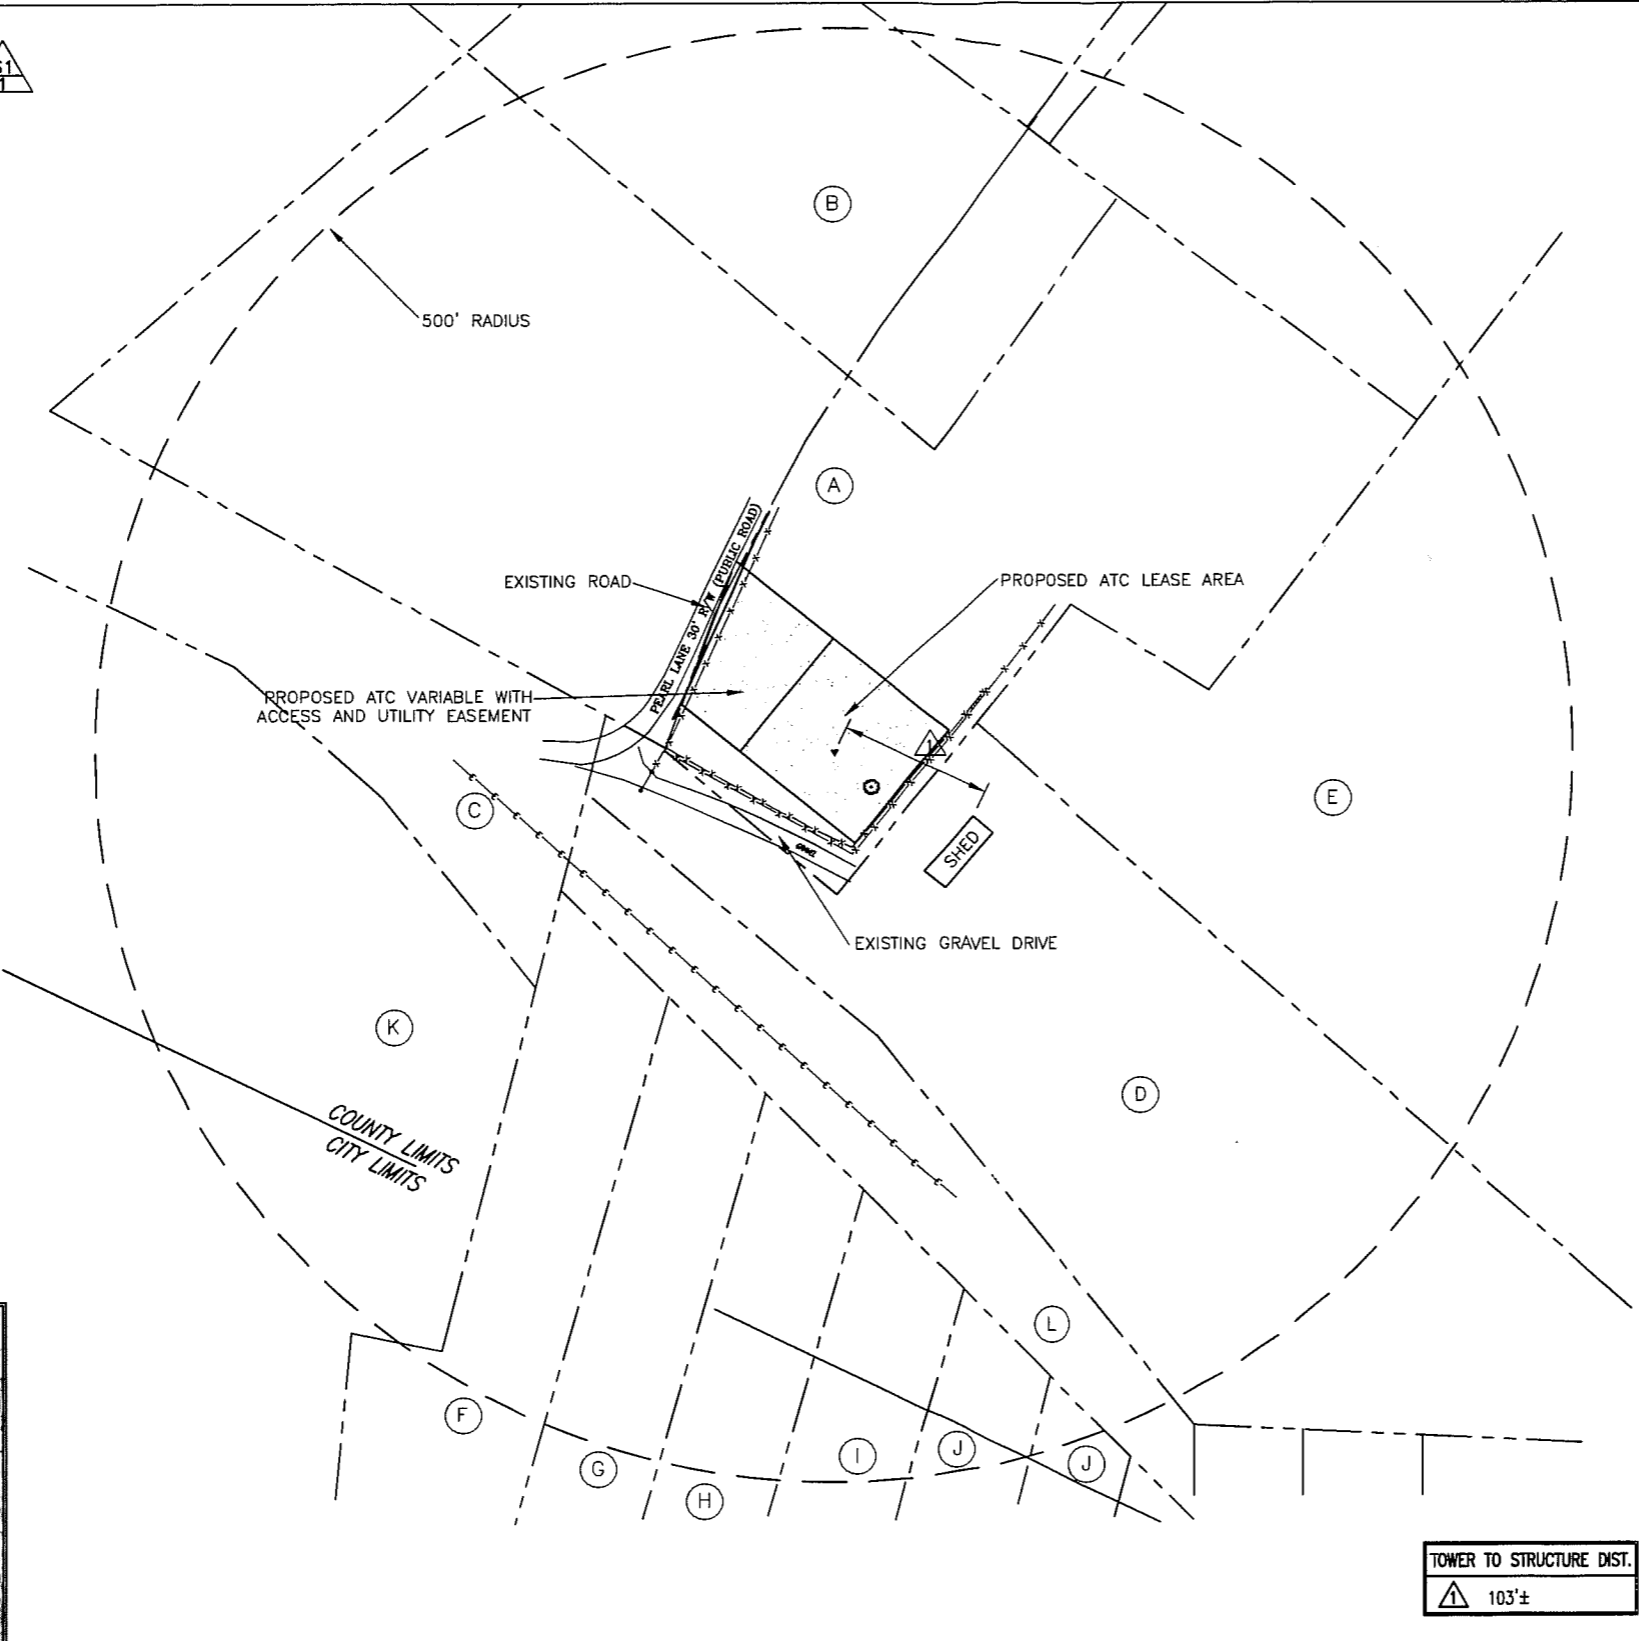 B
500' RADIUS
A
EXISTING ROAD
PEARL LANE 30' R/W (PUBLIC ROAD)
PROPOSED ATC LEASE AREA
PROPOSED ATC VARIABLE WITH
ACCESS AND UTILITY EASEMENT
1
E
C
SHED
EXISTING GRAVEL DRIVE
K
D
COUNTY LIMITS
CITY LIMITS
L
F
G
H
I
J
J
TOWER TO STRUCTURE DIST.
1 103'±